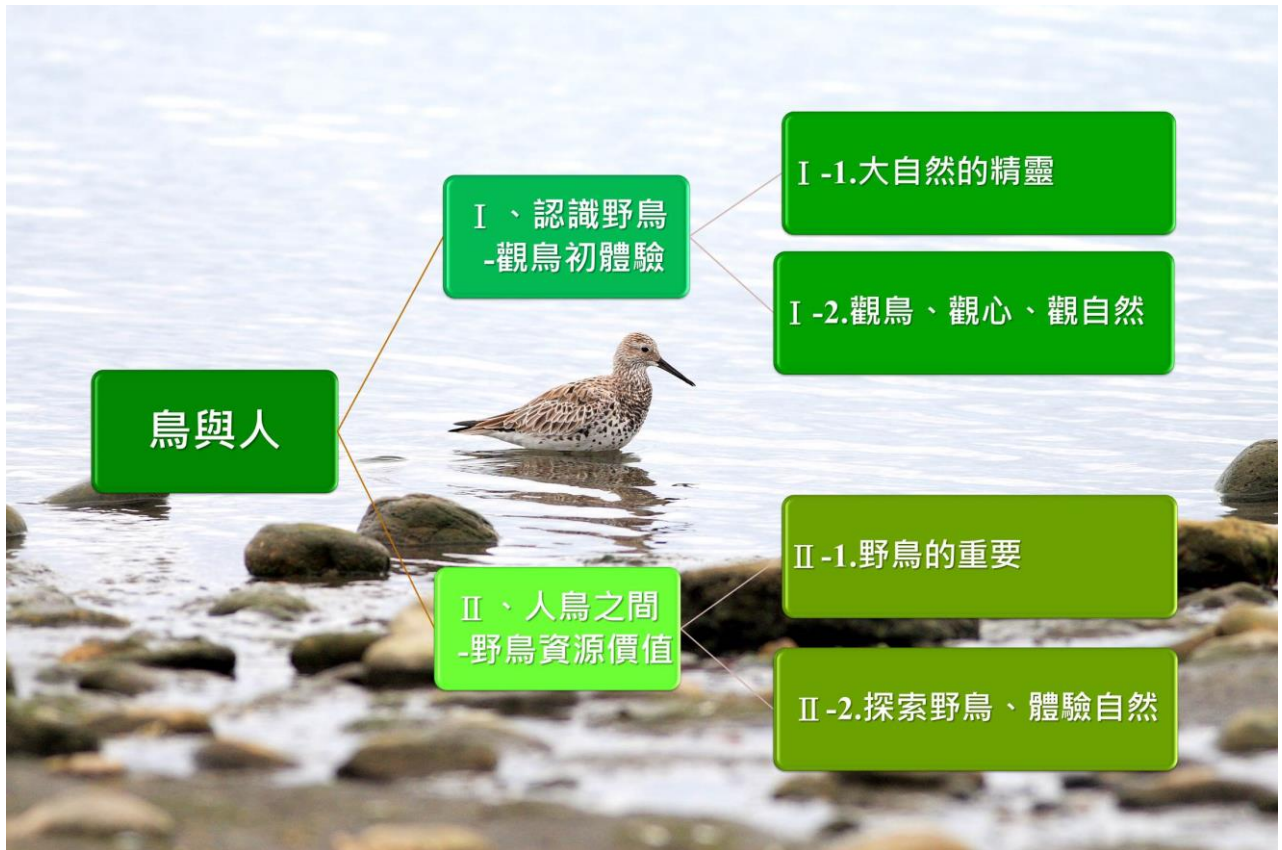 鳥與人
Ⅰ、認識野鳥
-觀鳥初體驗
Ⅰ-1.大自然的精靈
Ⅰ-2.觀鳥、觀心、觀自然
Ⅱ、人鳥之間
-野鳥資源價值
Ⅱ-1.野鳥的重要
Ⅱ-2.探索野鳥、體驗自然